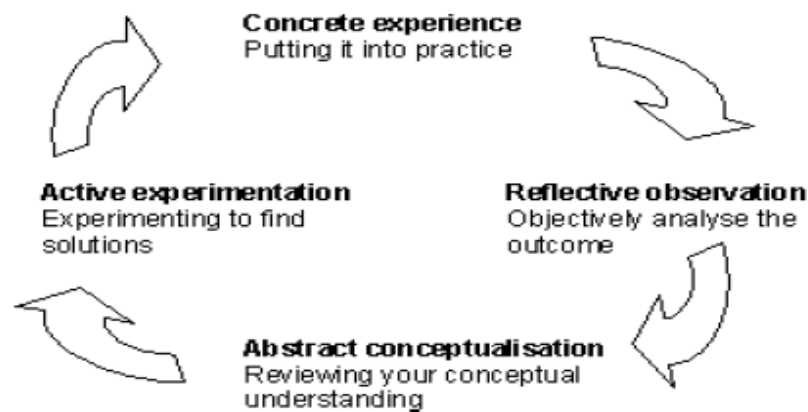 Concrete experience
Putting it into practice
Active experimentation
Experimenting to find
solutions
Reflective observation
Objectively analyse the
outcome
Abstract conceptualisation
Reviewing your conceptual
understanding